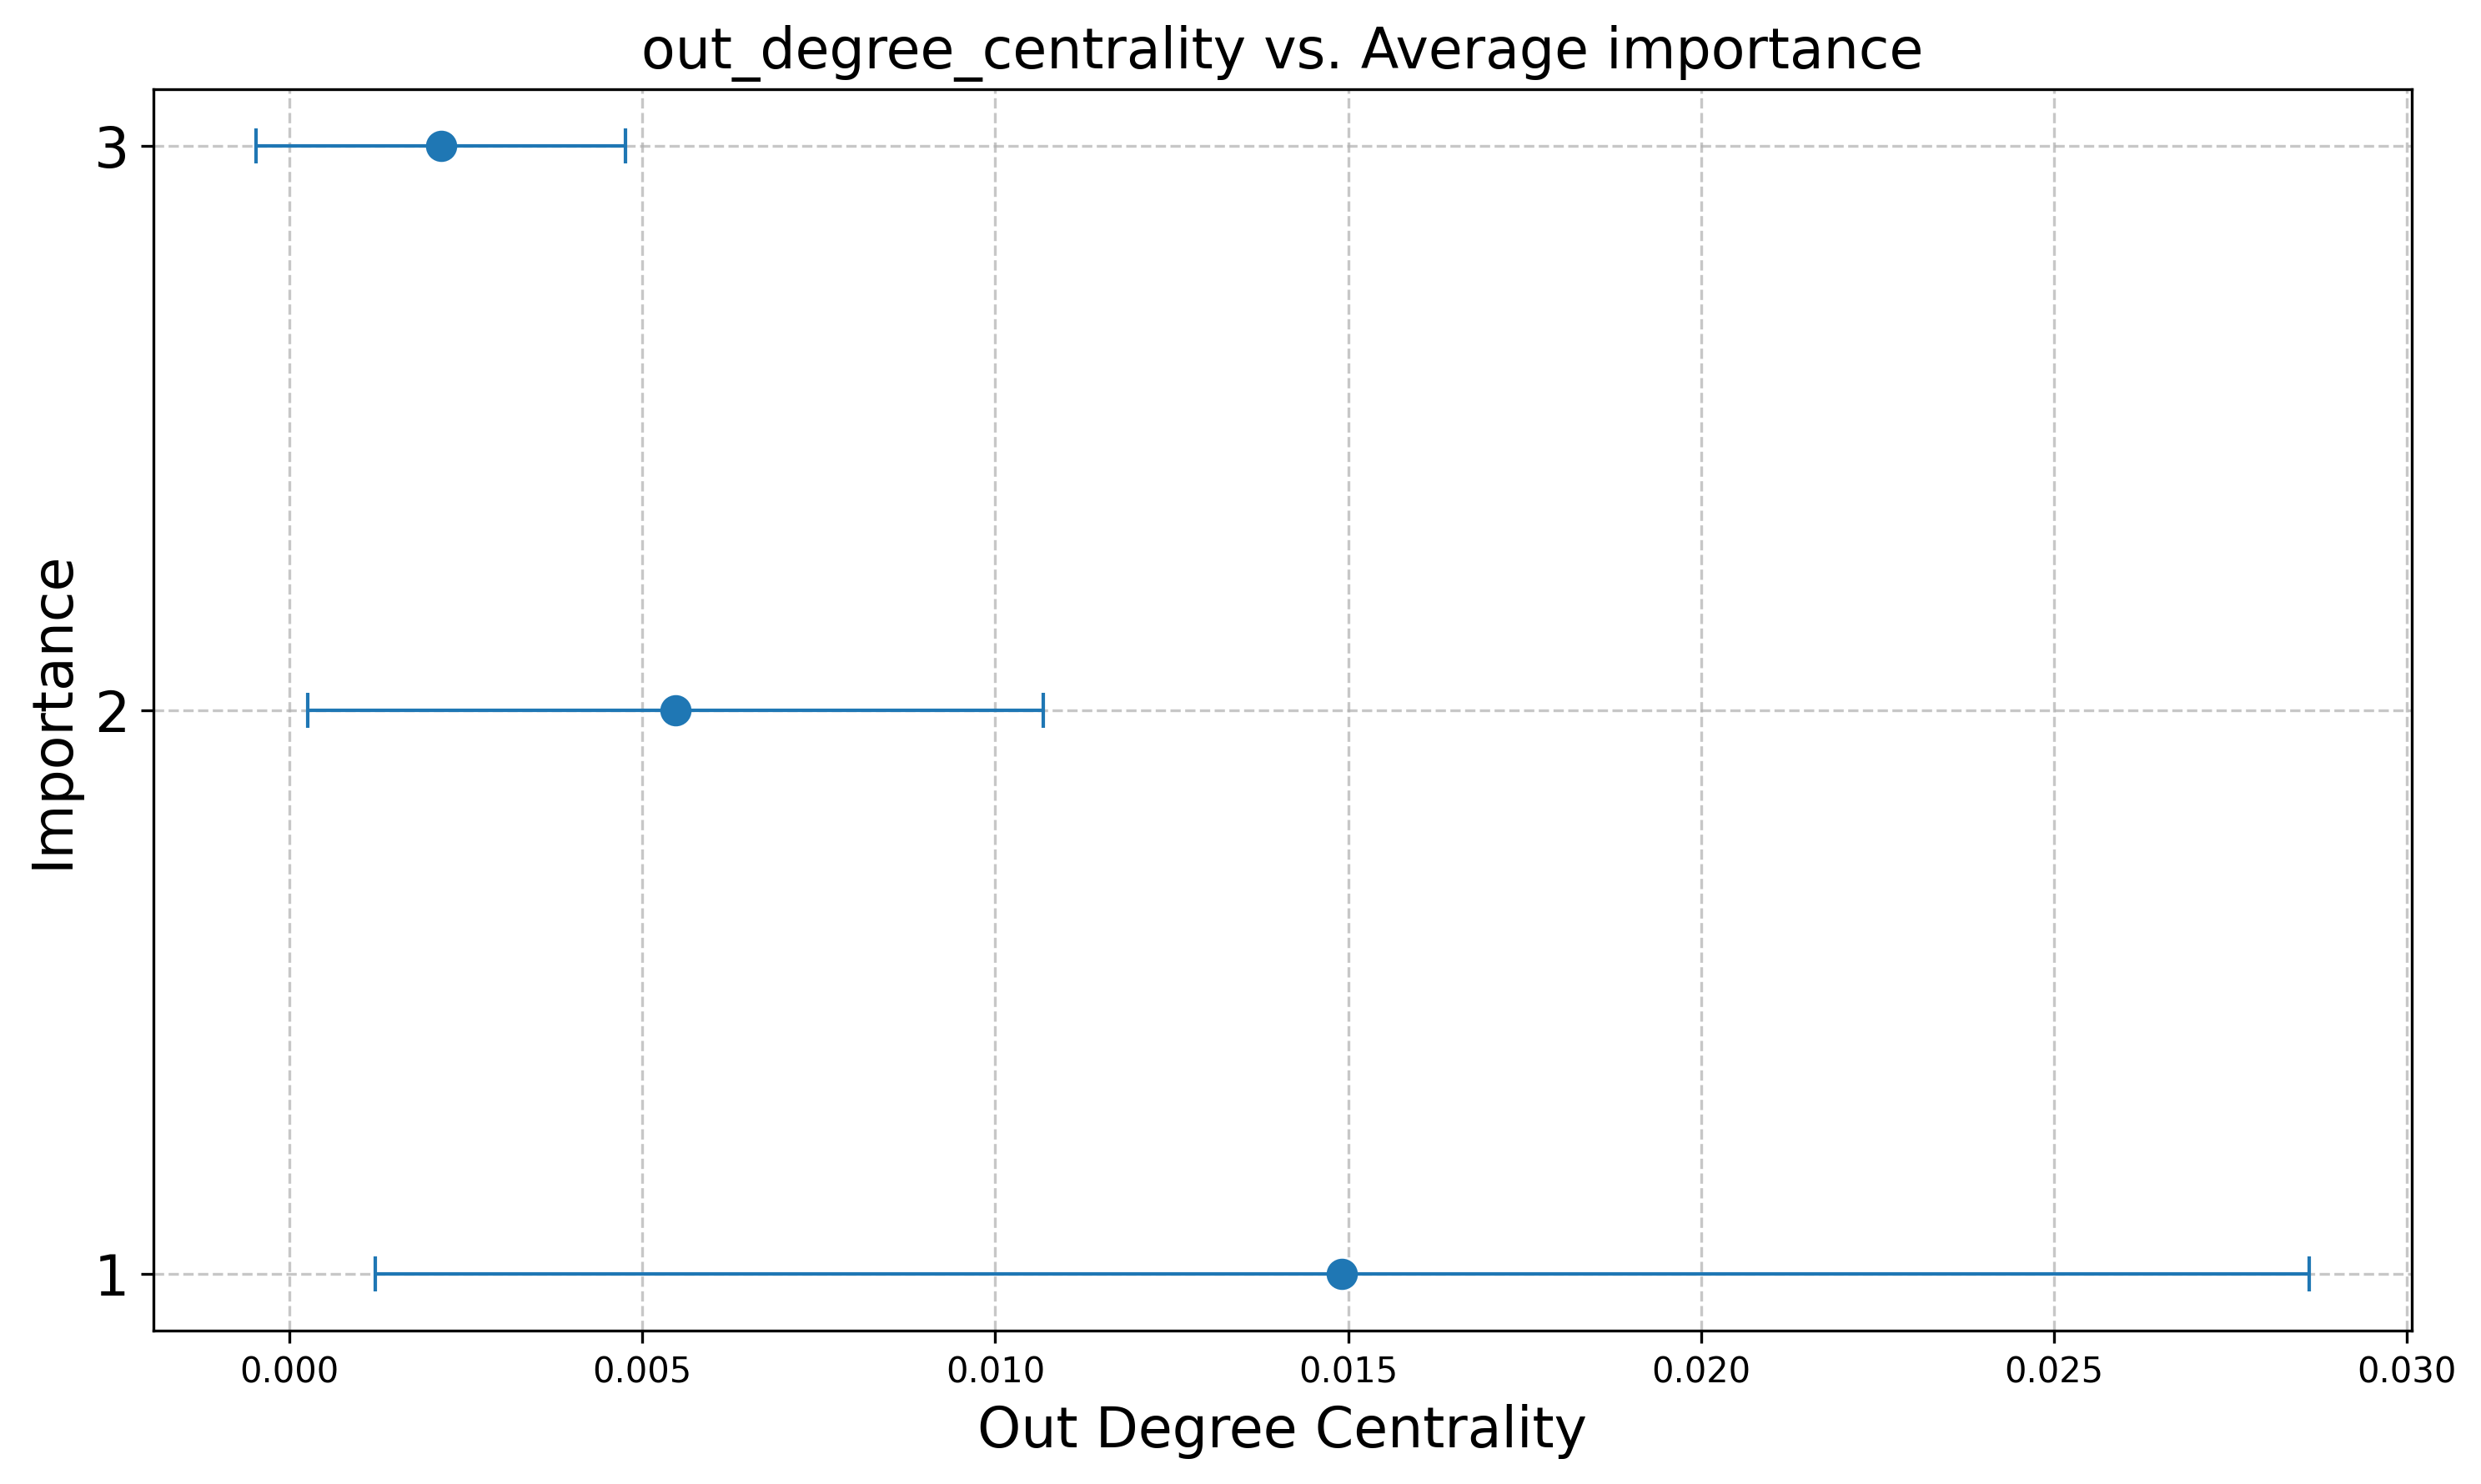 out_degree_centrality vs. Average importance
3
2
1
Importance
0.000 0.005 0.010 0.015 0.020 0.025 0.030
Out Degree Centrality